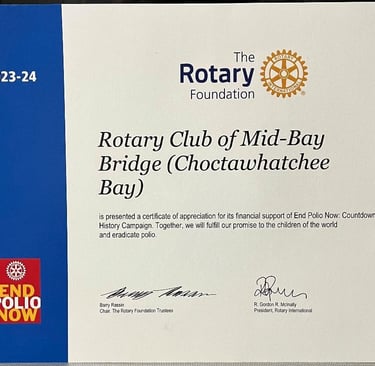 23-24
The
Rotary
Foundation
Rotary Club of Mid-Bay
Bridge (Choctawhatchee
Bay)
is presented a certificate of appreciation for its financial support of End Polio Now: Countdown
History Campaign. Together, we will fulfill our promise to the children of the world
and eradicate polio.
Barry Rassin
Barry Rassin
Chair, The Rotary Foundation Trustees
R. Gordon R. McInally
President, Rotary International
END
POLIO
NOW